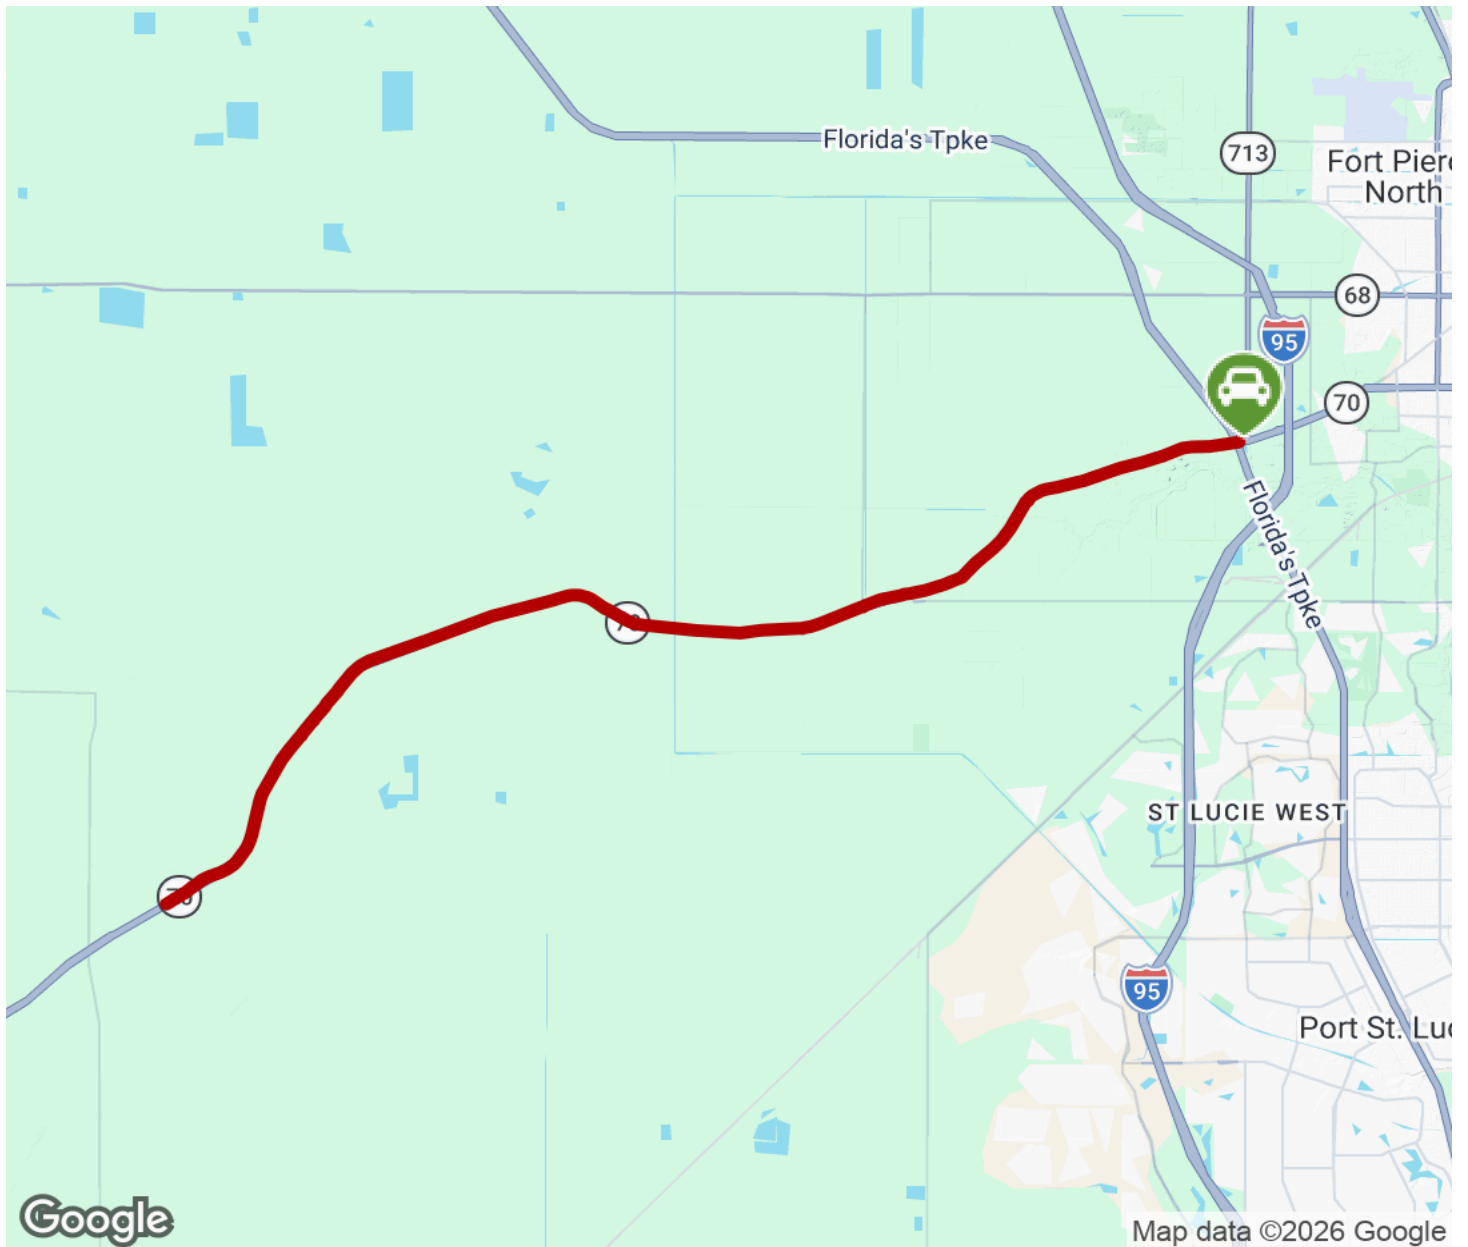 Florida's Tpke
713
Fort Pierc
North
68
95
70
Florida's Tpke
ST LUCIE WEST
95
Port St. Luc
Google
Map data ©2026 Google